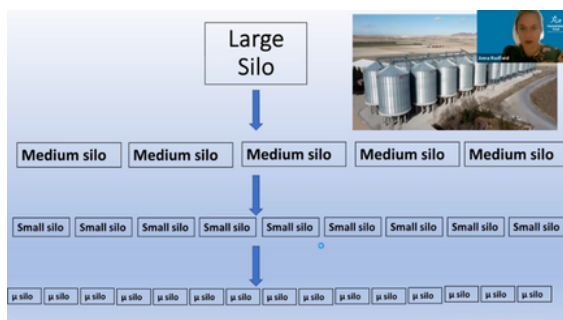 Large
Silo
Anna
Medium silo Medium silo Medium silo Medium silo Medium silo
Small silo Small silo Small silo Small silo Small silo Small silo Small silo Small silo Small silo
μ silo μ silo μ silo μ silo μ silo μ silo μ silo μ silo μ silo μ silo μ silo μ silo μ silo μ silo μ silo